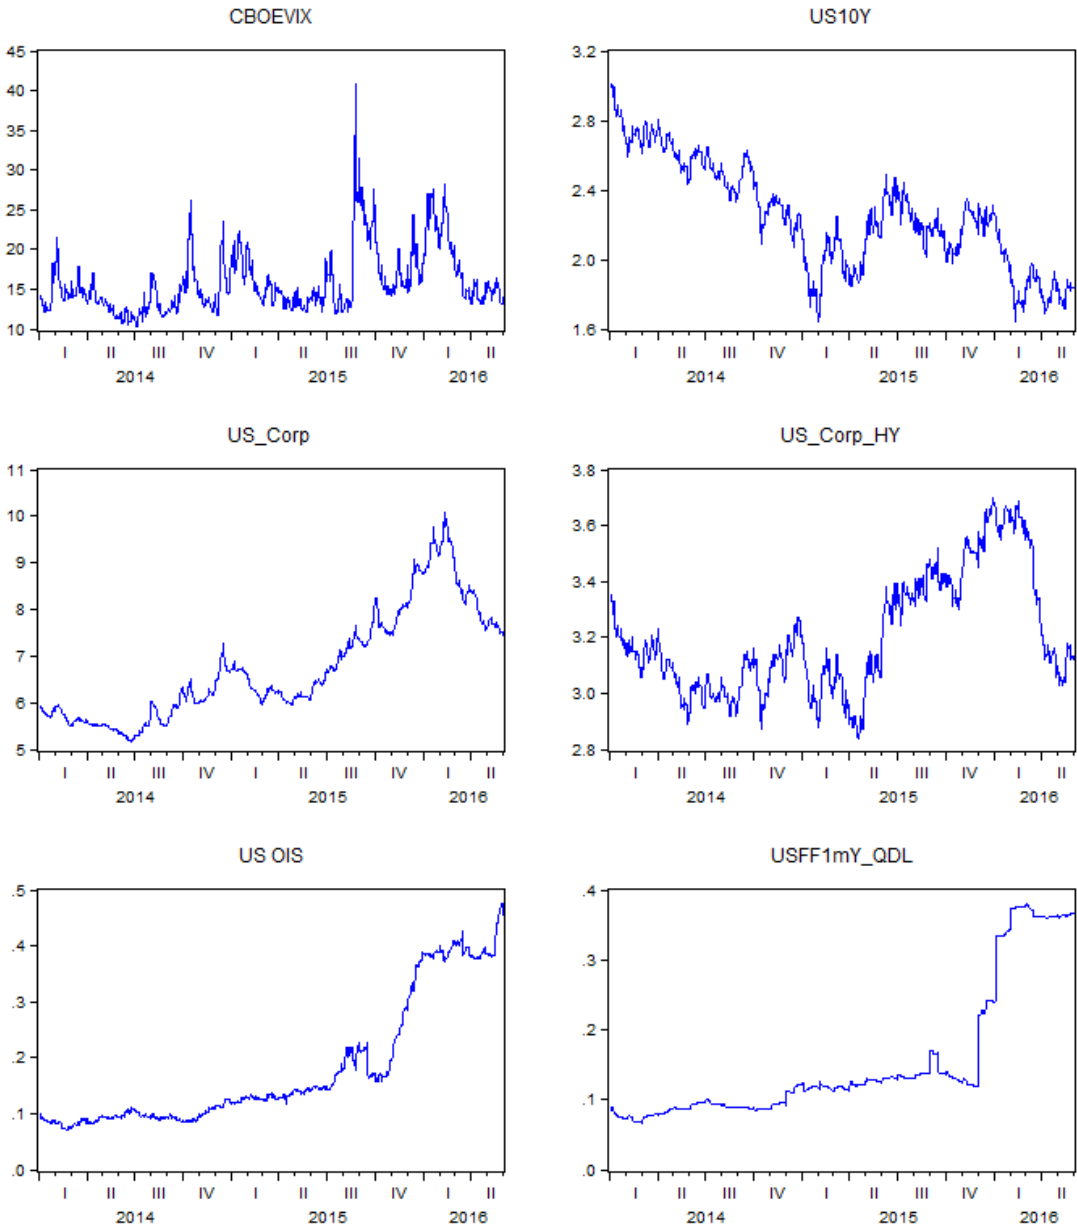 CBOEVIX
45
40
35
30
25
20
15
10
I II III IV I II III IV I II
2014 2015 2016
US10Y
3.2
2.8
2.4
2.0
1.6
I II III IV I II III IV I II
2014 2015 2016
US_Corp
11
10
9
8
7
6
5
I II III IV I II III IV I II
2014 2015 2016
US_Corp_HY
3.8
3.6
3.4
3.2
3.0
2.8
I II III IV I II III IV I II
2014 2015 2016
US OIS
.5
.4
.3
.2
.1
.0
I II III IV I II III IV I II
2014 2015 2016
USFF1mY_QDL
.4
.3
.2
.1
.0
I II III IV I II III IV I II
2014 2015 2016